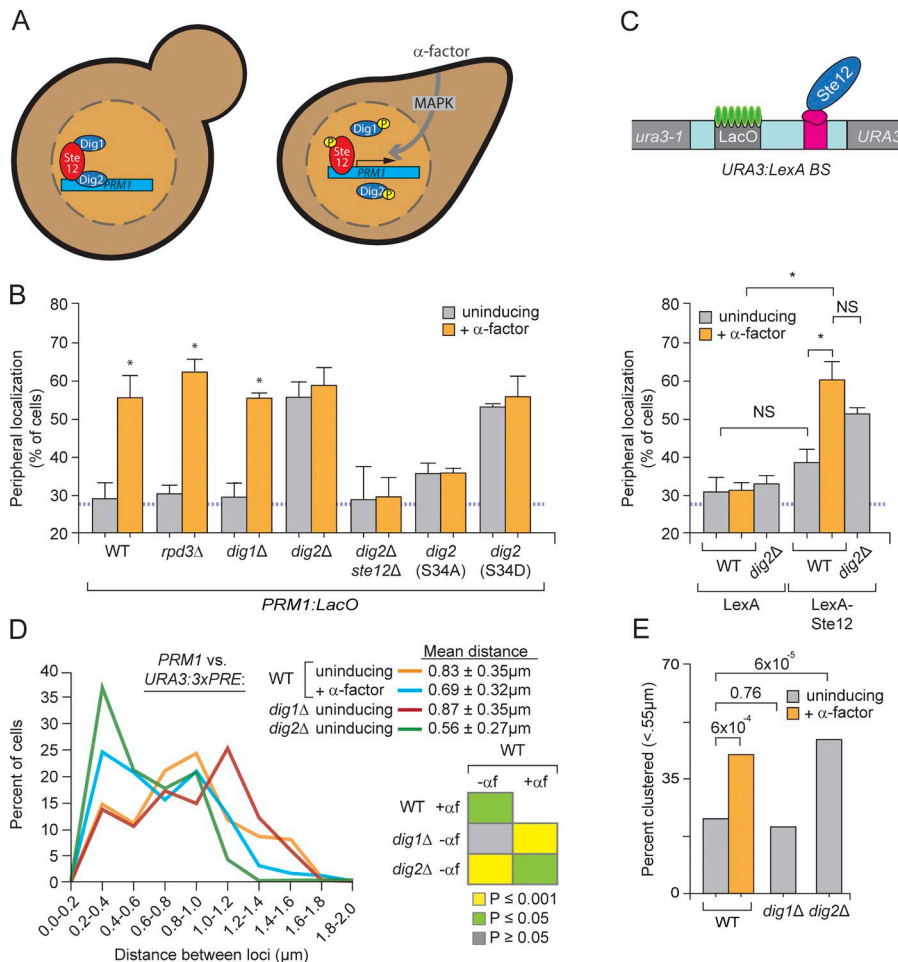 A
α-factor
MAPK
Dig1
Ste
12
Dig2
PRM1
P
Dig1
P
Ste
12
PRM1
Dig2
P
C
Ste12
ura3-1
LacO
URA3
URA3:LexA BS
B
Peripheral localization
(% of cells)
80
70
60
50
40
30
20
uninducing
+ α-factor
*
*
*
WT
rpd3Δ
dig1Δ
dig2Δ
dig2Δ
ste12Δ
dig2
(S34A)
dig2
(S34D)
PRM1:LacO
Peripheral localization
(% of cells)
80
70
60
50
40
30
20
uninducing
+ α-factor
*
NS
*
NS
WT
dig2Δ
WT
dig2Δ
LexA
LexA-
Ste12
D
PRM1 vs.
URA3:3xPRE:
Mean distance
WT
uninducing 0.83 ± 0.35µm
+ α-factor 0.69 ± 0.32µm
dig1Δ uninducing 0.87 ± 0.35µm
dig2Δ uninducing 0.56 ± 0.27µm
Percent of cells
40
35
30
25
20
15
10
5
0
0.0-0.2
0.2-0.4
0.4-0.6
0.6-0.8
0.8-1.0
1.0-1.2
1.2-1.4
1.4-1.6
1.6-1.8
1.8-2.0
Distance between loci (µm)
WT
-αf +αf
WT +αf
dig1Δ -αf
dig2Δ -αf
P ≤ 0.001
P ≤ 0.05
P ≥ 0.05
E
Percent clustered (<.55µm)
70
35
0
6x10-5
0.76
6x10-4
uninducing
+ α-factor
WT
dig1Δ
dig2Δ